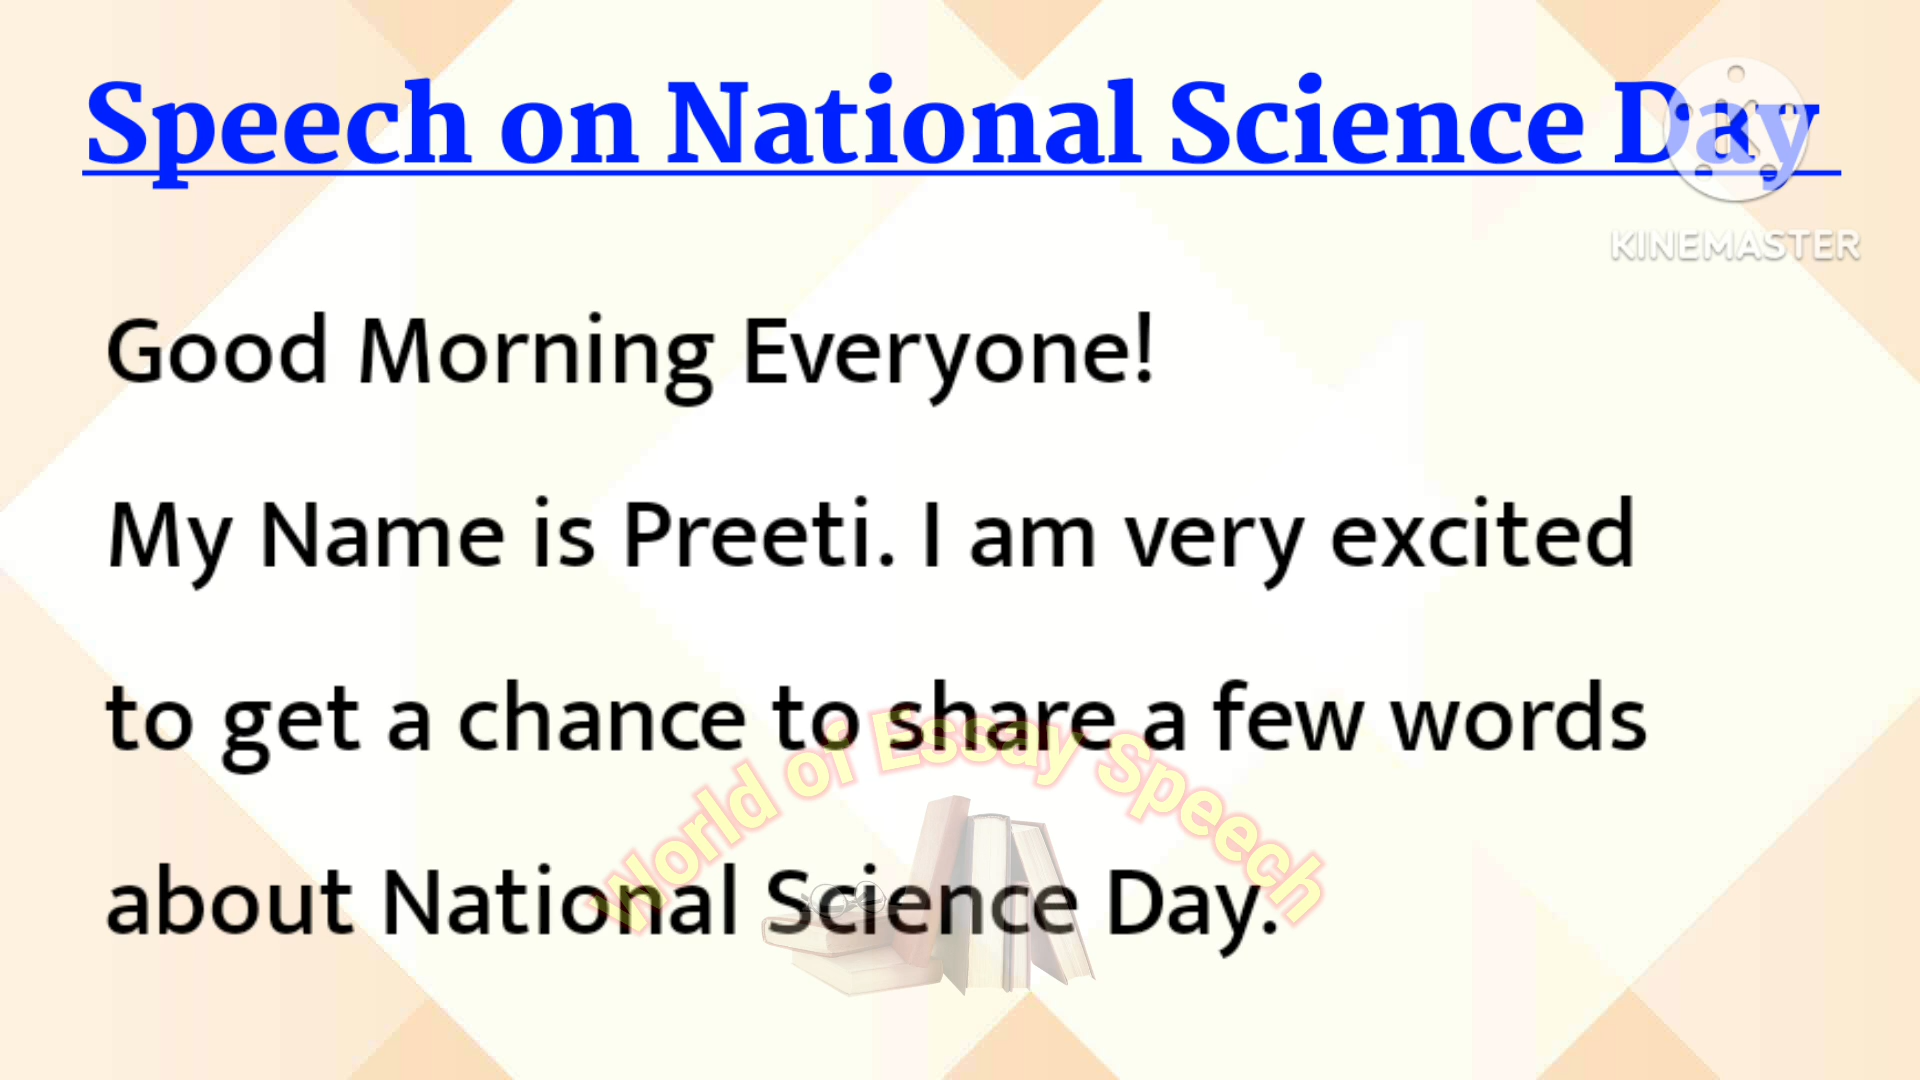 Speech on National Science Day
KINEMASTER
Good Morning Everyone!
My Name is Preeti. I am very excited
to get a chance to share a few words
World of Essay Speech
about National Science Day.